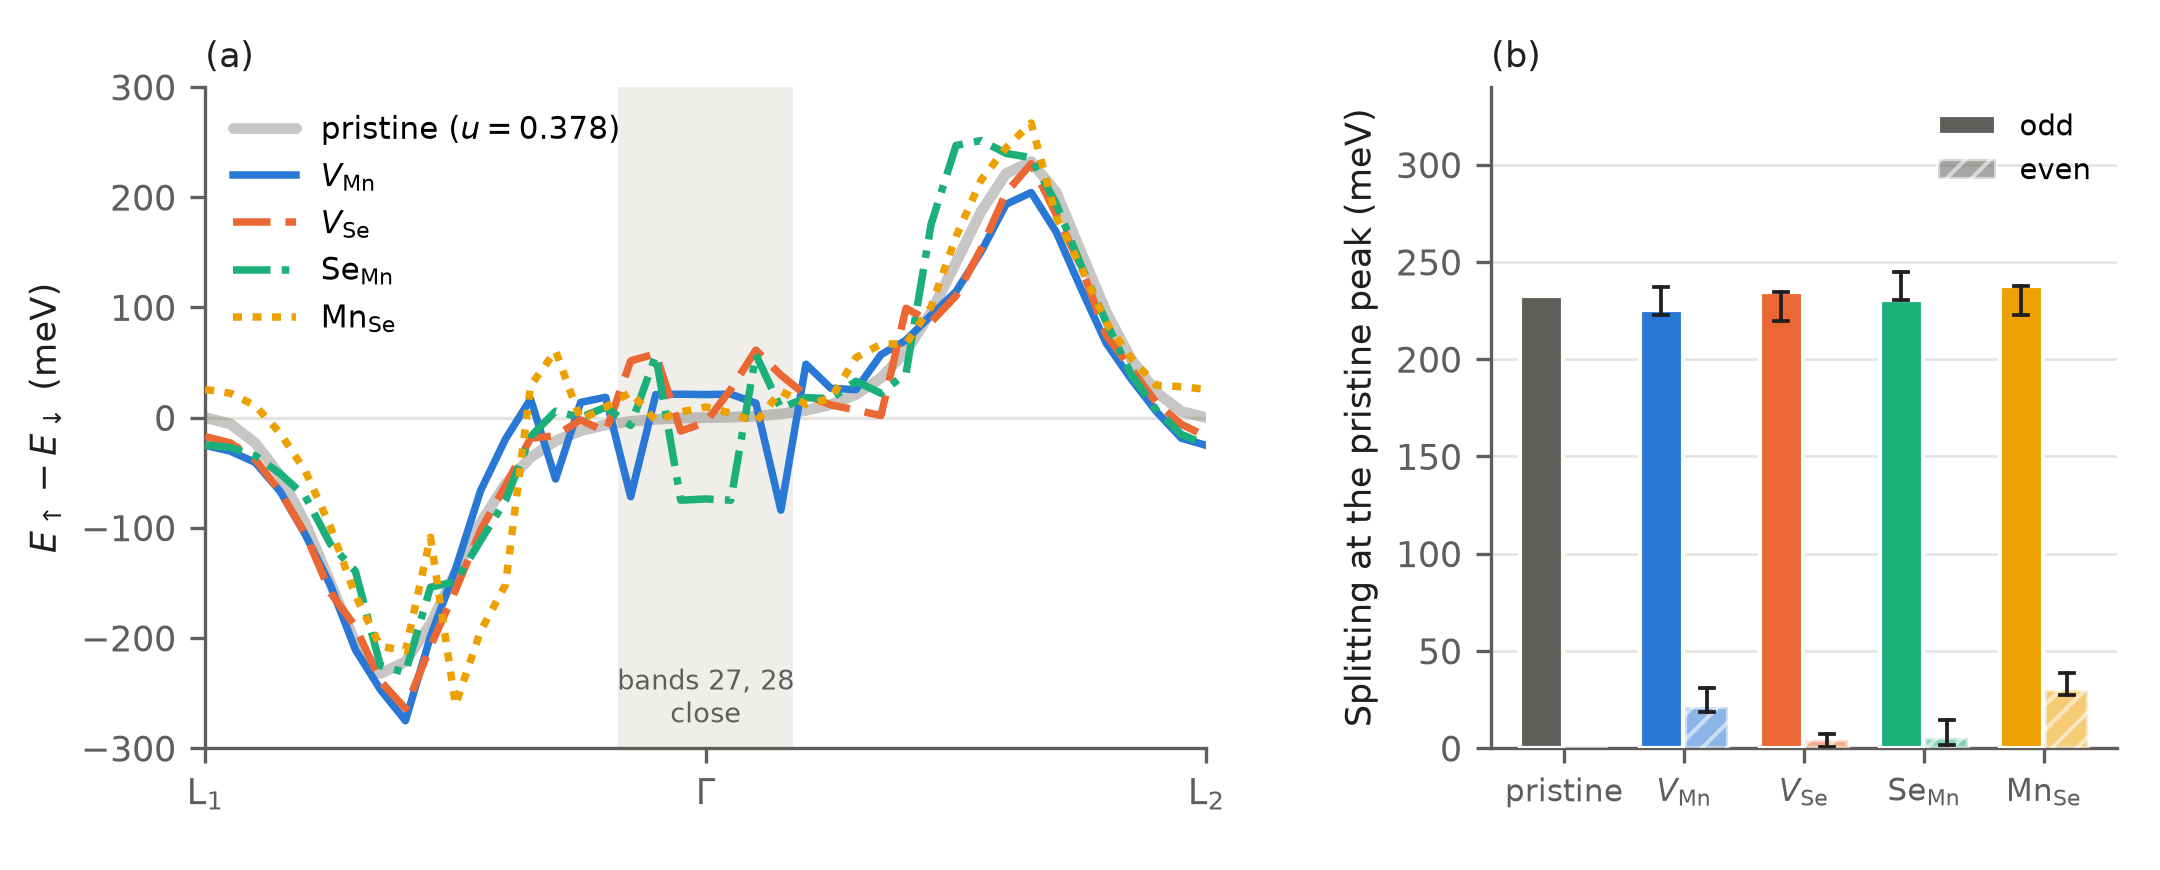 (a)
300
200
100
0
−100
−200
−300
E↑ − E↓ (meV)
pristine (u = 0.378)
V_Mn
V_Se
Se_Mn
Mn_Se
bands 27, 28
close
L₁
Γ
L₂
(b)
Splitting at the pristine peak (meV)
300
250
200
150
100
50
0
odd
even
pristine
V_Mn
V_Se
Se_Mn
Mn_Se